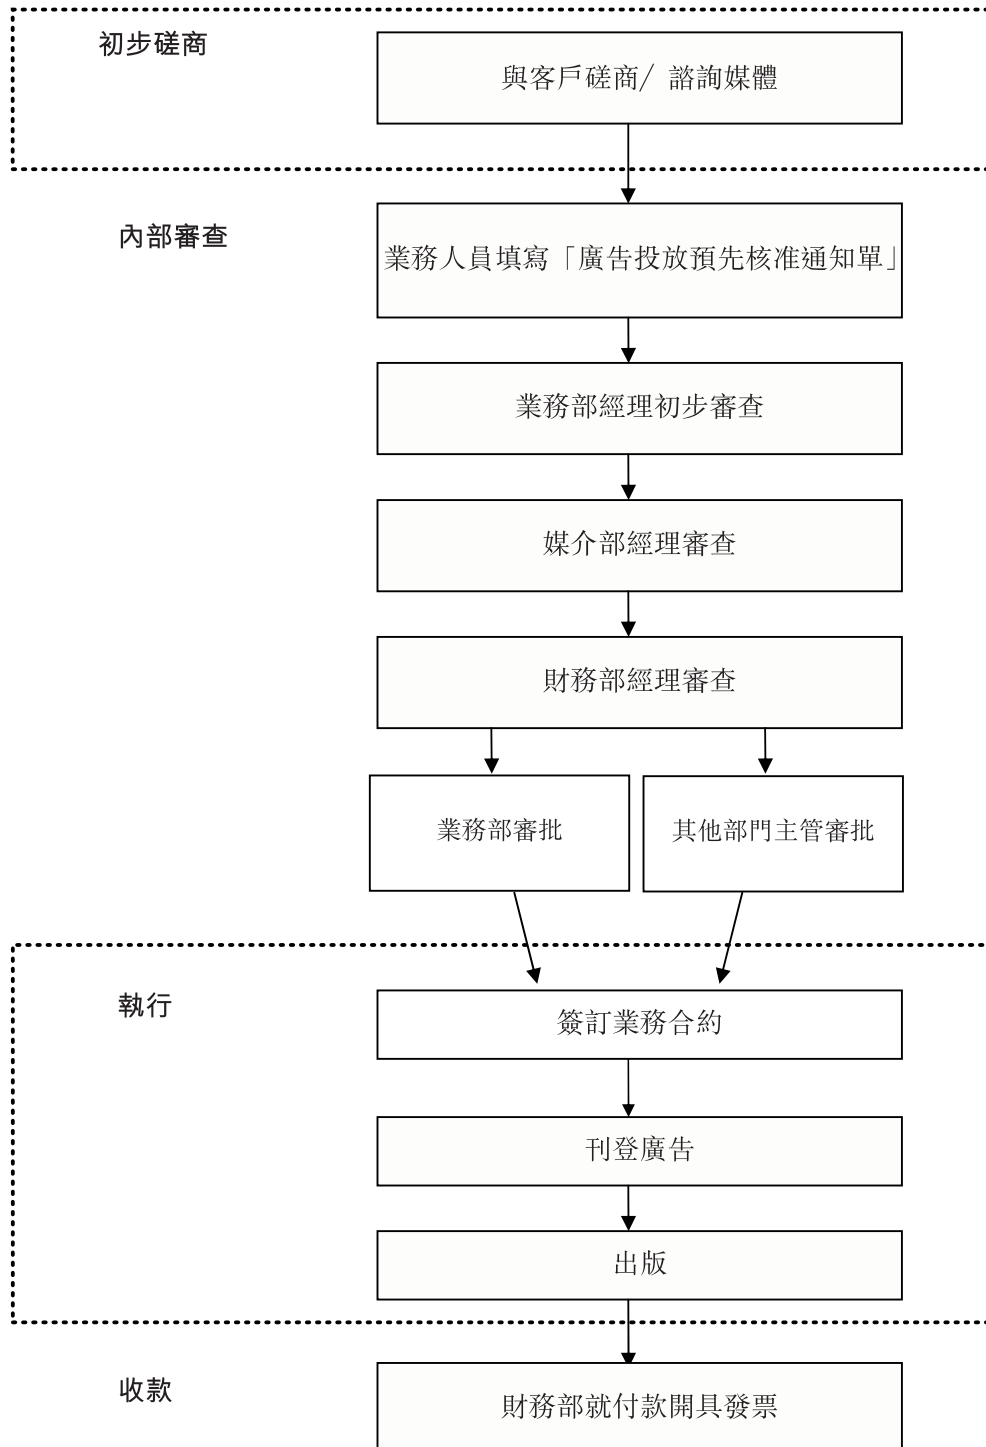 初步磋商
與客戶磋商/ 諮詢媒體
內部審查
業務人員填寫「廣告投放預先核准通知單」
業務部經理初步審查
媒介部經理審查
財務部經理審查
業務部審批
其他部門主管審批
執行
簽訂業務合約
刊登廣告
出版
收款
財務部就付款開具發票